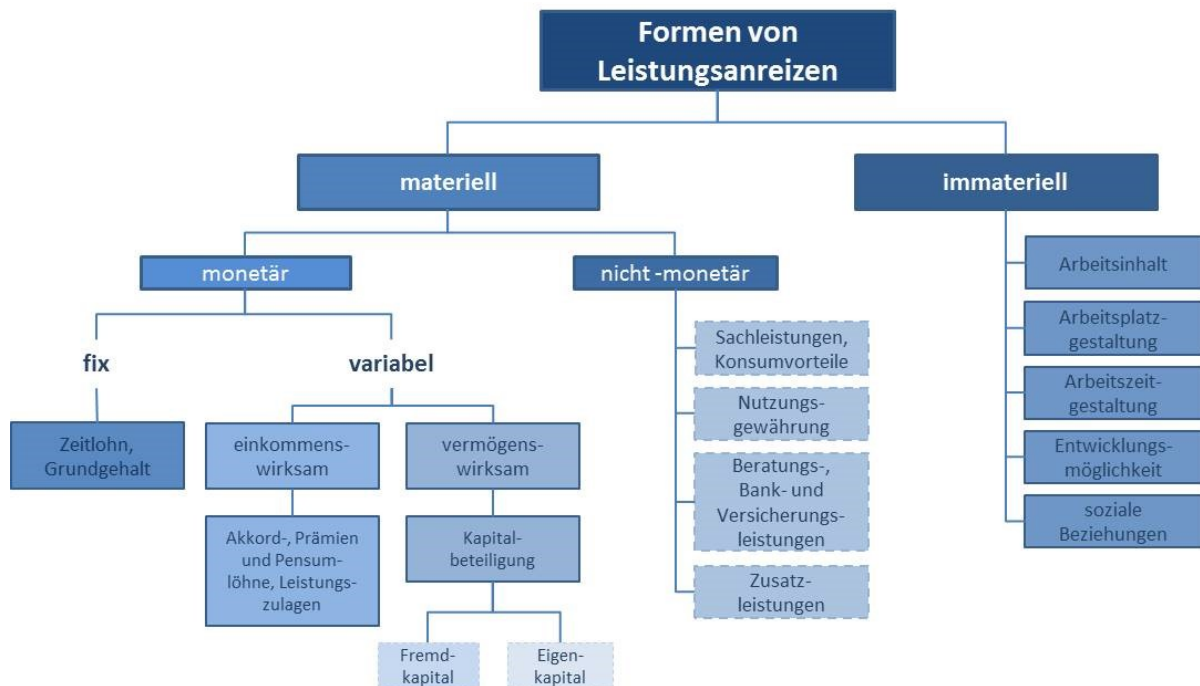 Formen von
Leistungsanreizen
materiell
immateriell
monetär
nicht -monetär
fix
variabel
Zeitlohn,
Grundgehalt
einkommens-
wirksam
vermögens-
wirksam
Akkord-, Prämien
und Pensum-
löhne, Leistungs-
zulagen
Kapital-
beteiligung
Fremd-
kapital
Eigen-
kapital
Sachleistungen,
Konsumvorteile
Nutzungs-
gewährung
Beratungs-,
Bank- und
Versicherungs-
leistungen
Zusatz-
leistungen
Arbeitsinhalt
Arbeitsplatz-
gestaltung
Arbeitszeit-
gestaltung
Entwicklungs-
möglichkeit
soziale
Beziehungen